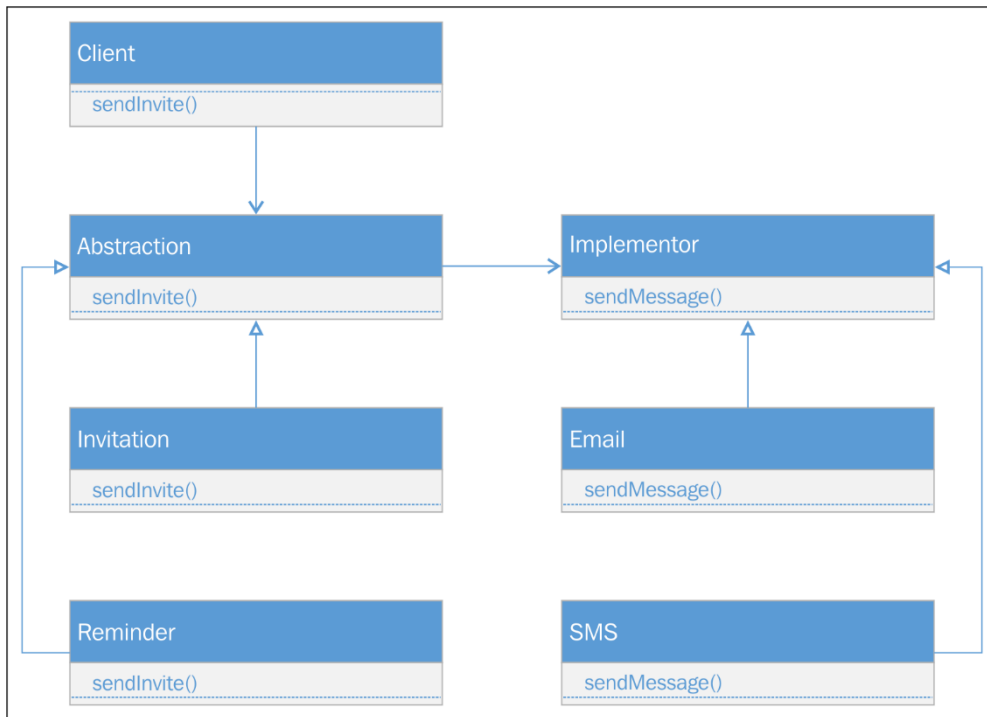 Client
sendInvite()
Abstraction
sendInvite()
Implementor
sendMessage()
Invitation
sendInvite()
Email
sendMessage()
Reminder
sendInvite()
SMS
sendMessage()